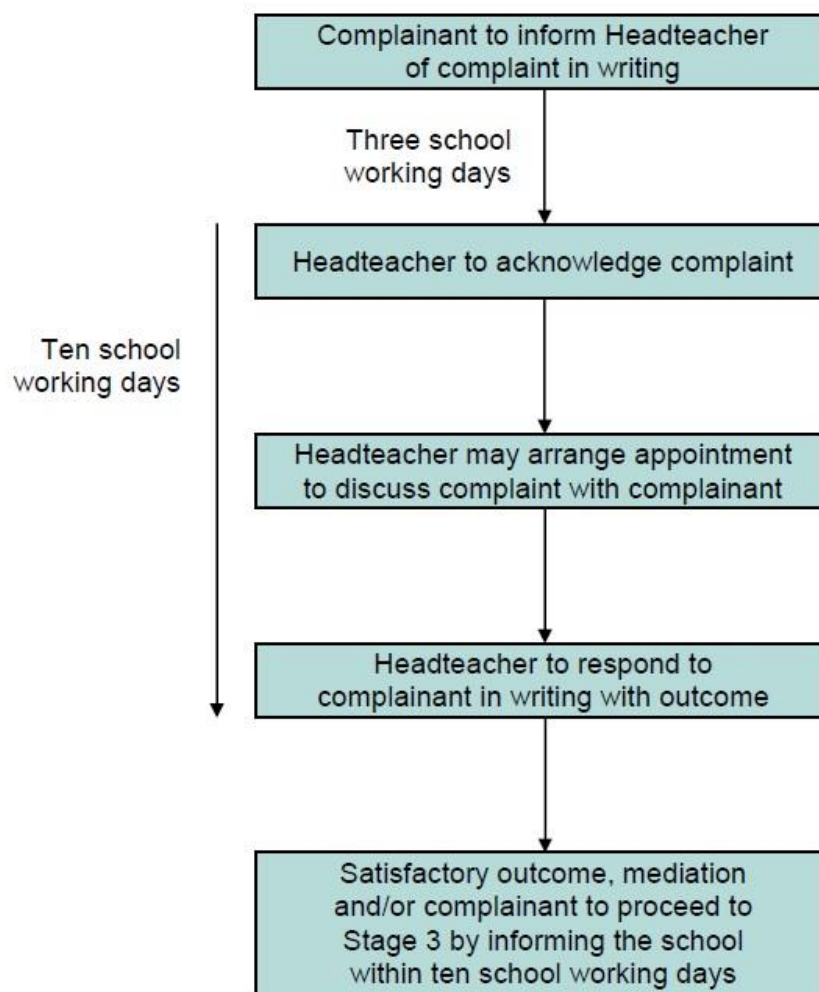 Complainant to inform Headteacher
of complaint in writing
Three school
working days
Headteacher to acknowledge complaint
Ten school
working days
Headteacher may arrange appointment
to discuss complaint with complainant
Headteacher to respond to
complainant in writing with outcome
Satisfactory outcome, mediation
and/or complainant to proceed to
Stage 3 by informing the school
within ten school working days